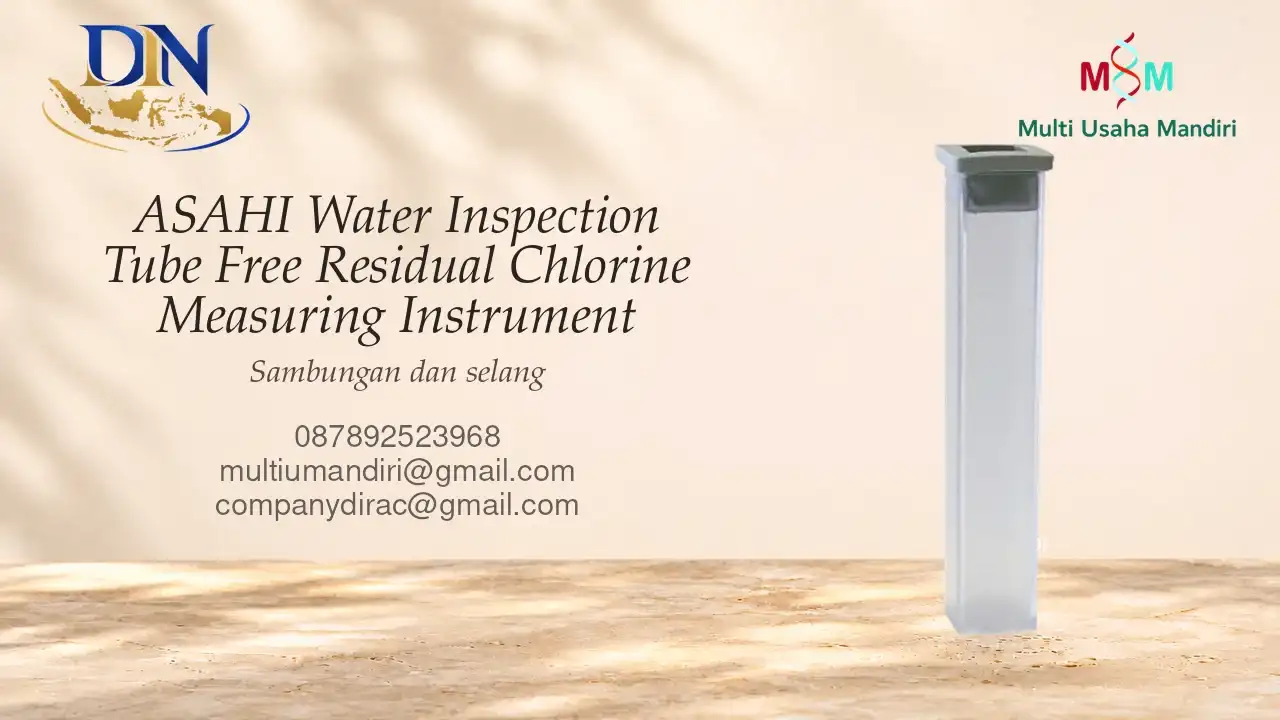 DIN
MSM
Multi Usaha Mandiri
ASAHI Water Inspection
Tube Free Residual Chlorine
Measuring Instrument
Sambungan dan selang
087892523968
multiumandiri@gmail.com
companydirac@gmail.com